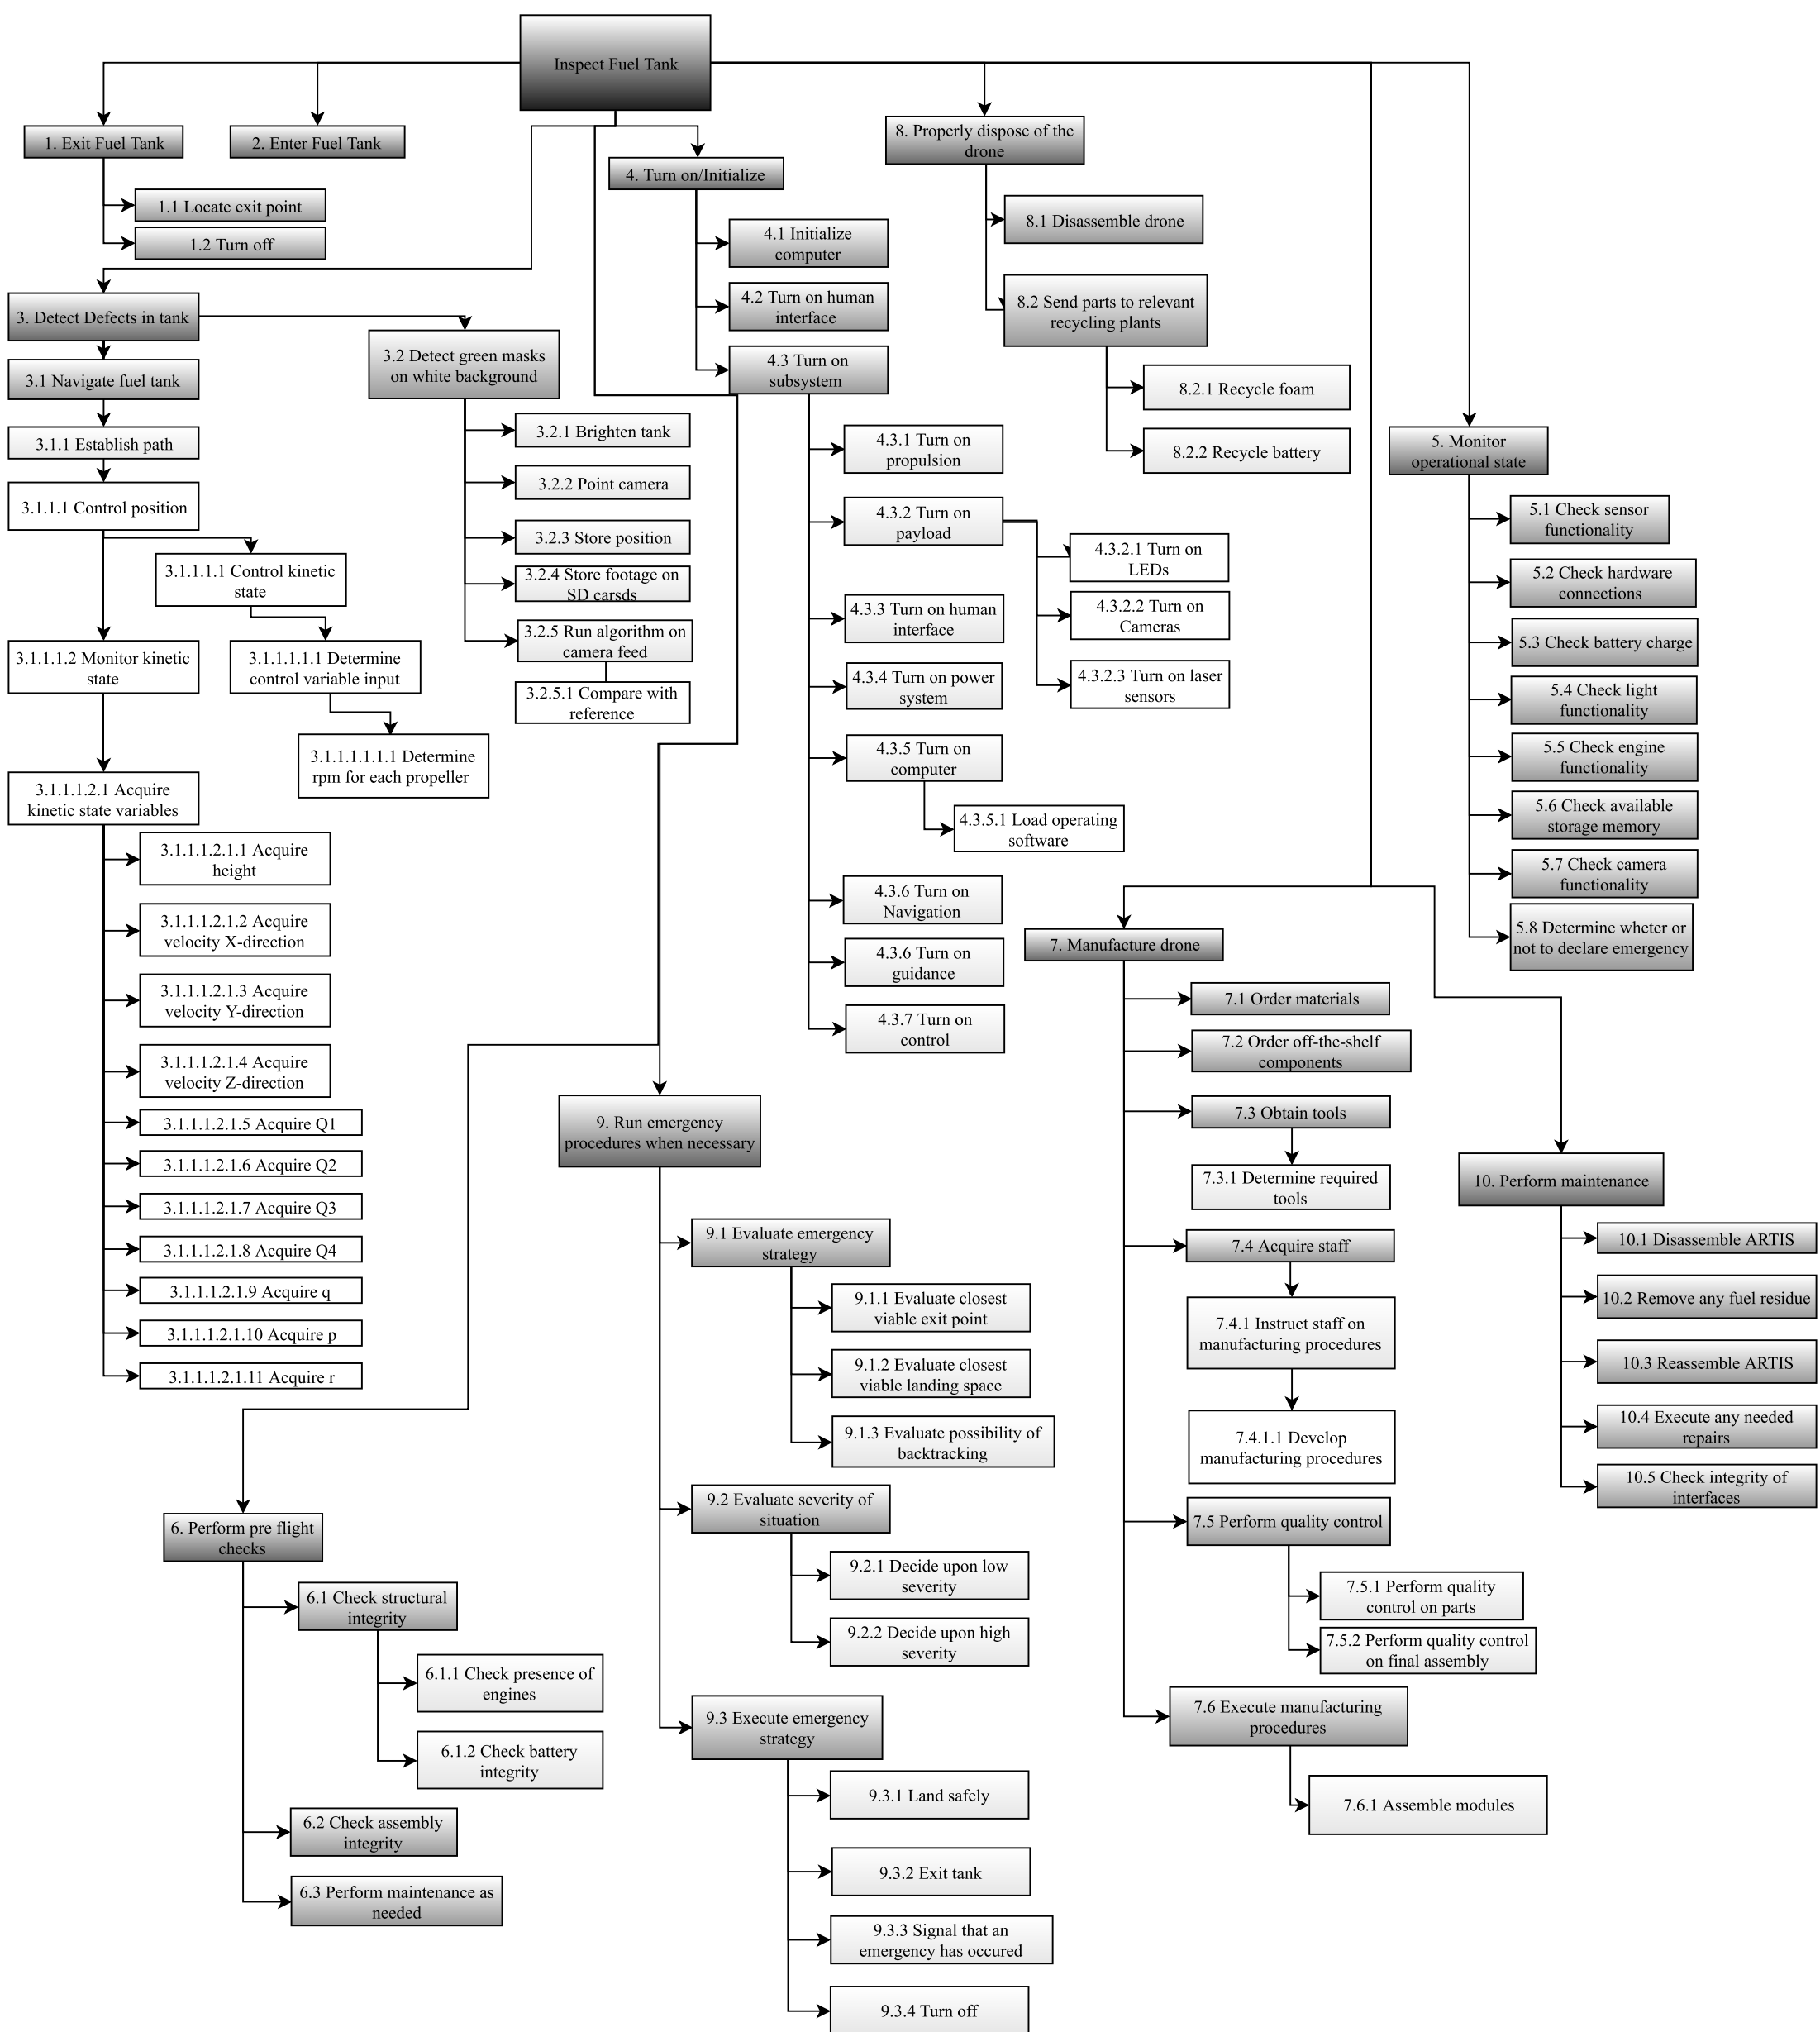 Inspect Fuel Tank
1. Exit Fuel Tank
2. Enter Fuel Tank
1.1 Locate exit point
1.2 Turn off
3. Detect Defects in tank
3.1 Navigate fuel tank
3.1.1 Establish path
3.1.1.1 Control position
3.1.1.1.1 Control kinetic
state
3.1.1.1.2 Monitor kinetic
state
3.1.1.1.1.1 Determine
control variable input
3.1.1.1.1.1.1 Determine
rpm for each propeller
3.1.1.1.2.1 Acquire
kinetic state variables
3.1.1.1.2.1.1 Acquire
height
3.1.1.1.2.1.2 Acquire
velocity X-direction
3.1.1.1.2.1.3 Acquire
velocity Y-direction
3.1.1.1.2.1.4 Acquire
velocity Z-direction
3.1.1.1.2.1.5 Acquire Q1
3.1.1.1.2.1.6 Acquire Q2
3.1.1.1.2.1.7 Acquire Q3
3.1.1.1.2.1.8 Acquire Q4
3.1.1.1.2.1.9 Acquire q
3.1.1.1.2.1.10 Acquire p
3.1.1.1.2.1.11 Acquire r
3.2 Detect green masks
on white background
3.2.1 Brighten tank
3.2.2 Point camera
3.2.3 Store position
3.2.4 Store footage on
SD carsds
3.2.5 Run algorithm on
camera feed
3.2.5.1 Compare with
reference
4. Turn on/Initialize
4.1 Initialize
computer
4.2 Turn on human
interface
4.3 Turn on
subsystem
4.3.1 Turn on
propulsion
4.3.2 Turn on
payload
4.3.2.1 Turn on
LEDs
4.3.2.2 Turn on
Cameras
4.3.2.3 Turn on laser
sensors
4.3.3 Turn on human
interface
4.3.4 Turn on power
system
4.3.5 Turn on
computer
4.3.5.1 Load operating
software
4.3.6 Turn on
Navigation
4.3.6 Turn on
guidance
4.3.7 Turn on
control
8. Properly dispose of the
drone
8.1 Disassemble drone
8.2 Send parts to relevant
recycling plants
8.2.1 Recycle foam
8.2.2 Recycle battery
5. Monitor
operational state
5.1 Check sensor
functionality
5.2 Check hardware
connections
5.3 Check battery charge
5.4 Check light
functionality
5.5 Check engine
functionality
5.6 Check available
storage memory
5.7 Check camera
functionality
5.8 Determine wheter or
not to declare emergency
7. Manufacture drone
7.1 Order materials
7.2 Order off-the-shelf
components
7.3 Obtain tools
7.3.1 Determine required
tools
7.4 Acquire staff
7.4.1 Instruct staff on
manufacturing procedures
7.4.1.1 Develop
manufacturing procedures
7.5 Perform quality control
7.5.1 Perform quality
control on parts
7.5.2 Perform quality control
on final assembly
7.6 Execute manufacturing
procedures
7.6.1 Assemble modules
10. Perform maintenance
10.1 Disassemble ARTIS
10.2 Remove any fuel residue
10.3 Reassemble ARTIS
10.4 Execute any needed
repairs
10.5 Check integrity of
interfaces
9. Run emergency
procedures when necessary
9.1 Evaluate emergency
strategy
9.1.1 Evaluate closest
viable exit point
9.1.2 Evaluate closest
viable landing space
9.1.3 Evaluate possibility of
backtracking
9.2 Evaluate severity of
situation
9.2.1 Decide upon low
severity
9.2.2 Decide upon high
severity
9.3 Execute emergency
strategy
9.3.1 Land safely
9.3.2 Exit tank
9.3.3 Signal that an
emergency has occured
9.3.4 Turn off
6. Perform pre flight
checks
6.1 Check structural
integrity
6.1.1 Check presence of
engines
6.1.2 Check battery
integrity
6.2 Check assembly
integrity
6.3 Perform maintenance as
needed